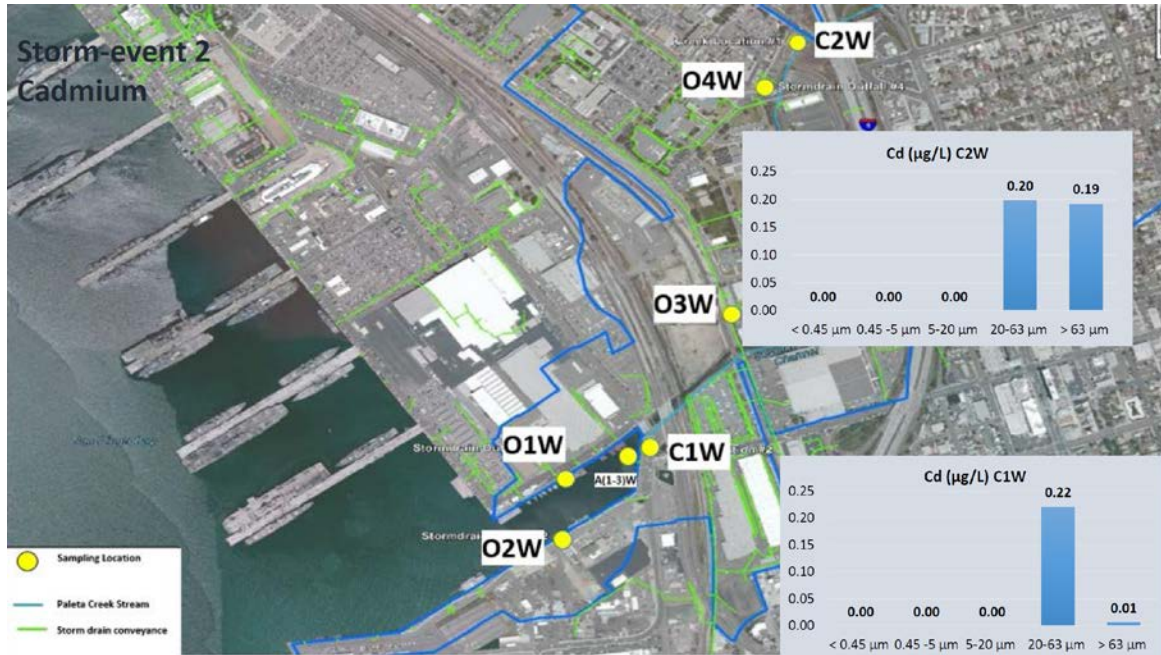 Storm-event 2
Cadmium
C2W
O4W
Cd (µg/L) C2W
0.25
0.20
0.15
0.10
0.05
0.00
0.00
0.00
0.00
0.20
0.19
< 0.45 µm 0.45 -5 µm 5-20 µm 20-63 µm > 63 µm
O3W
O1W
C1W
A(1-3)W
O2W
Cd (µg/L) C1W
0.25
0.20
0.15
0.10
0.05
0.00
0.00
0.00
0.00
0.22
0.01
< 0.45 µm 0.45 -5 µm 5-20 µm 20-63 µm > 63 µm
Sampling Location
Paleta Creek Stream
Storm drain conveyance